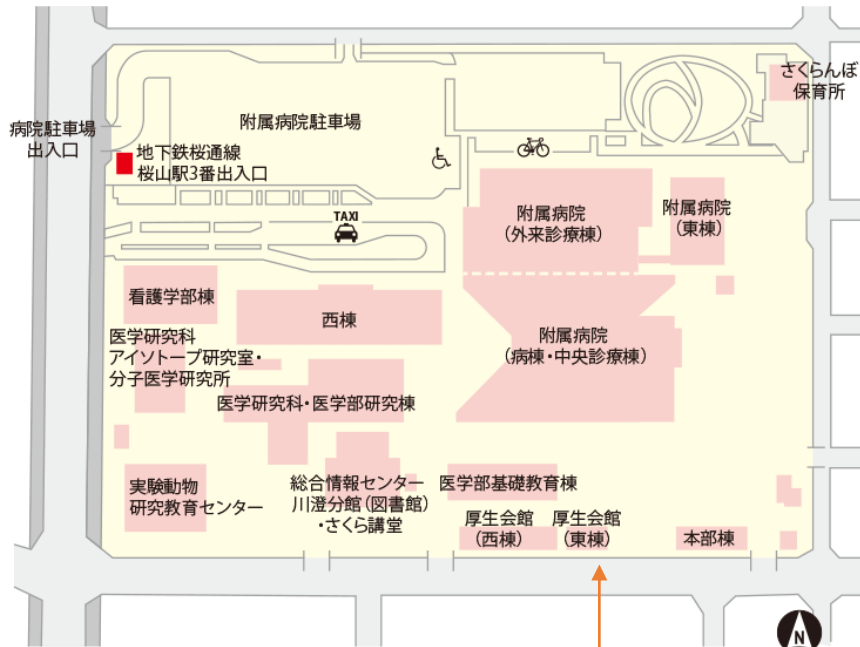 さくらんぼ
保育所
病院駐車場
出入口
附属病院駐車場
地下鉄桜通線
桜山駅3番出入口
TAXI
附属病院
(外来診療棟)
附属病院
(東棟)
看護学部棟
西棟
附属病院
(病棟・中央診療棟)
医学研究科
アイソトープ研究室・
分子医学研究所
医学研究科・医学部研究棟
実験動物
研究教育センター
総合情報センター
川澄分館(図書館)
・さくら講堂
医学部基礎教育棟
厚生会館
(西棟)
厚生会館
(東棟)
本部棟
N